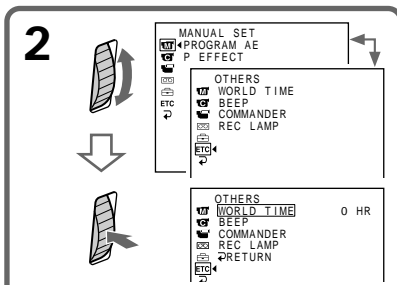 2
MANUAL SET
PROGRAM AE
P EFFECT
ETC
OTHERS
WORLD TIME
BEEP
COMMANDER
REC LAMP
ETC
OTHERS
WORLD TIME 0 HR
BEEP
COMMANDER
REC LAMP
RETURN
ETC